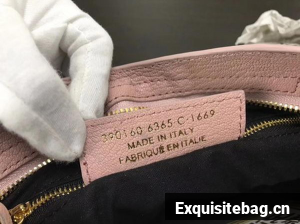 390160 6365·C·1669
MADE IN ITALY
FABRIQUÉ EN ITALIE
Exquisitebag.cn